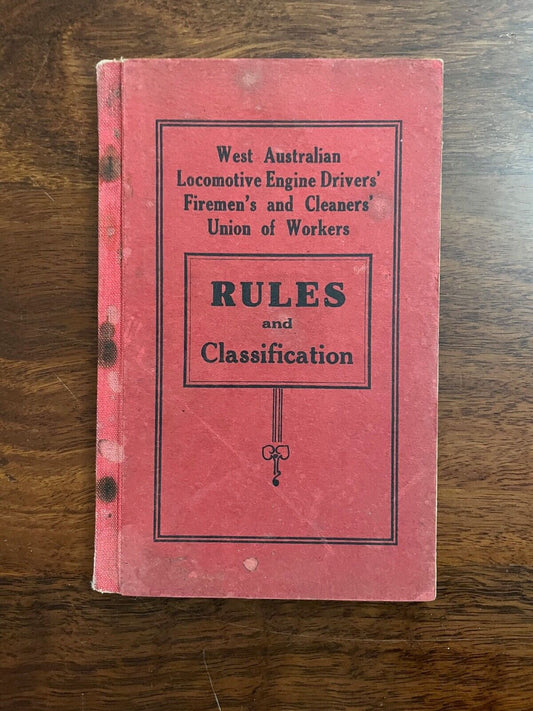 West Australian
Locomotive Engine Drivers'
Firemen's and Cleaners'
Union of Workers
RULES
and
Classification